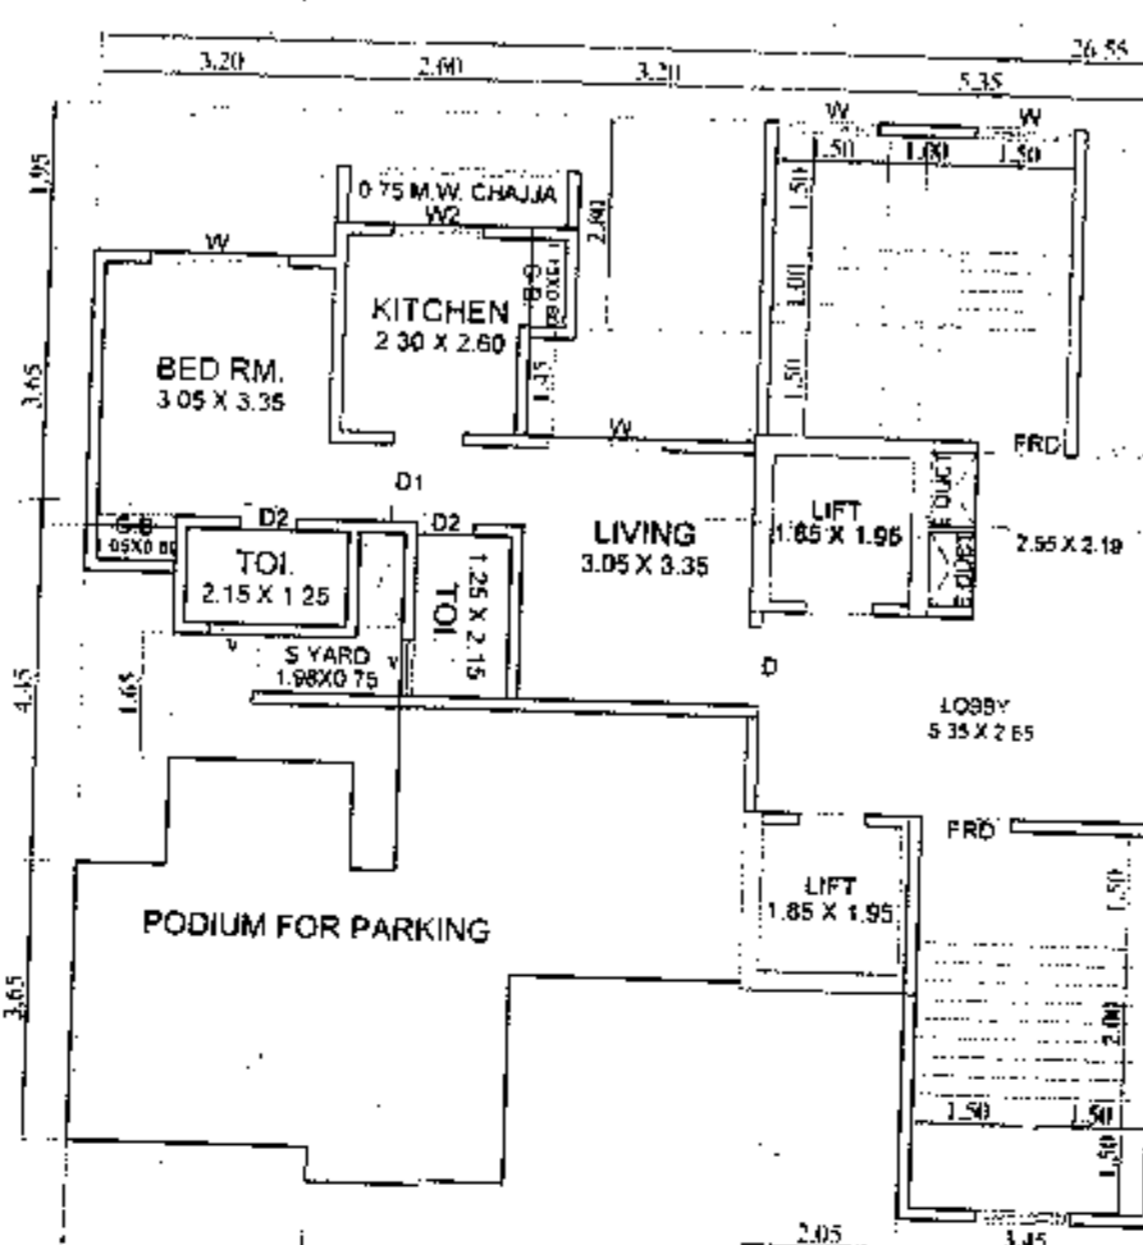 26.55
3.20
2.60
3.20
5.35
W
W
1.50
1.00
1.50
1.95
0.75 M.W. CHAJJA
W2
1.50
2.80
W
KITCHEN
2.30 X 2.60
1.00
BED RM.
3.05 X 3.35
3.65
1.45
1.50
W
FRD
D1
E.DUCT
LIFT
1.85 X 1.95
D2
D2
LIVING
3.05 X 3.35
2.55 X 2.19
TOI.
2.15 X 1.25
TOI.
1.25 X 2.15
E.DUCT
V
S.YARD
1.98X0.75
V
D
4.45
1.65
LOBBY
5.35 X 2.65
FRD
LIFT
1.85 X 1.95
1.50
PODIUM FOR PARKING
3.65
2.00
1.50
1.50
1.50
2.05
3.45